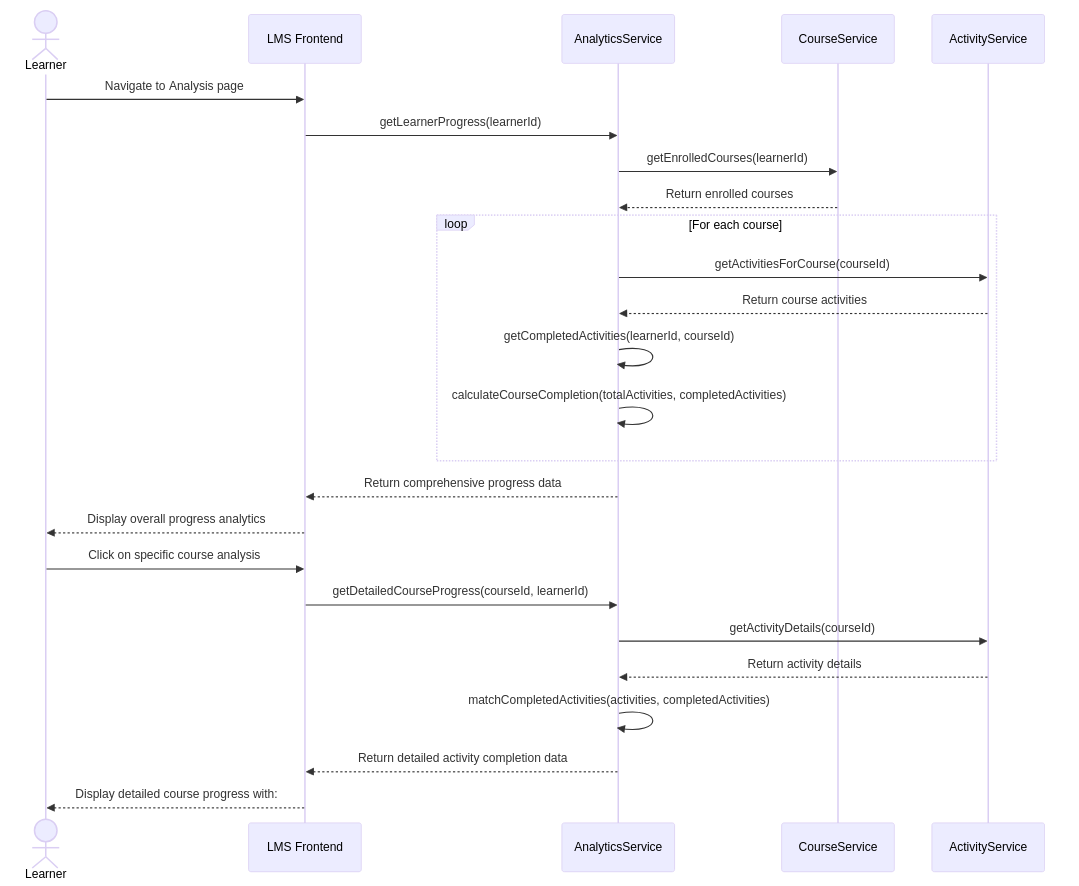 Learner
LMS Frontend
AnalyticsService
CourseService
ActivityService
Navigate to Analysis page
getLearnerProgress(learnerId)
getEnrolledCourses(learnerId)
Return enrolled courses
loop
[For each course]
getActivitiesForCourse(courseId)
Return course activities
getCompletedActivities(learnerId, courseId)
calculateCourseCompletion(totalActivities, completedActivities)
Return comprehensive progress data
Display overall progress analytics
Click on specific course analysis
getDetailedCourseProgress(courseId, learnerId)
getActivityDetails(courseId)
Return activity details
matchCompletedActivities(activities, completedActivities)
Return detailed activity completion data
Display detailed course progress with:
Learner
LMS Frontend
AnalyticsService
CourseService
ActivityService